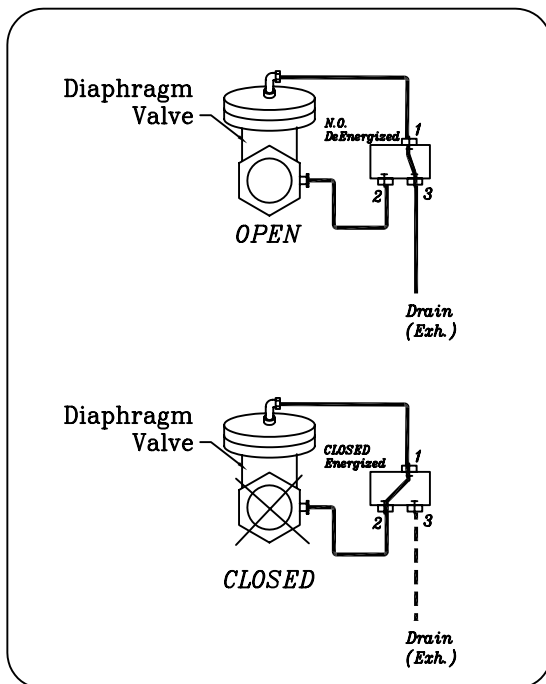 Diaphragm
Valve
N.O.
DeEnergized
1
2
3
OPEN
Drain
(Exh.)
Diaphragm
Valve
CLOSED
Energized
1
2
3
CLOSED
Drain
(Exh.)